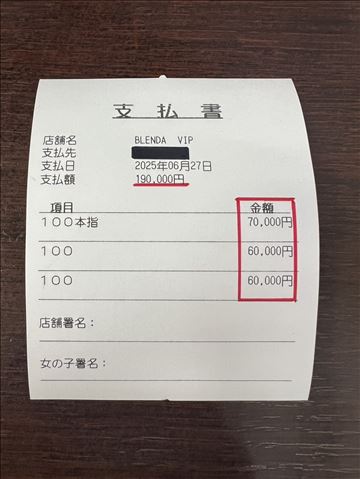 支払書
店舗名 BLENDA VIP
支払先
支払日 2025年06月27日
支払額 190,000円
項目 金額
100本指 70,000円
100 60,000円
100 60,000円
店舗署名：
女の子署名：